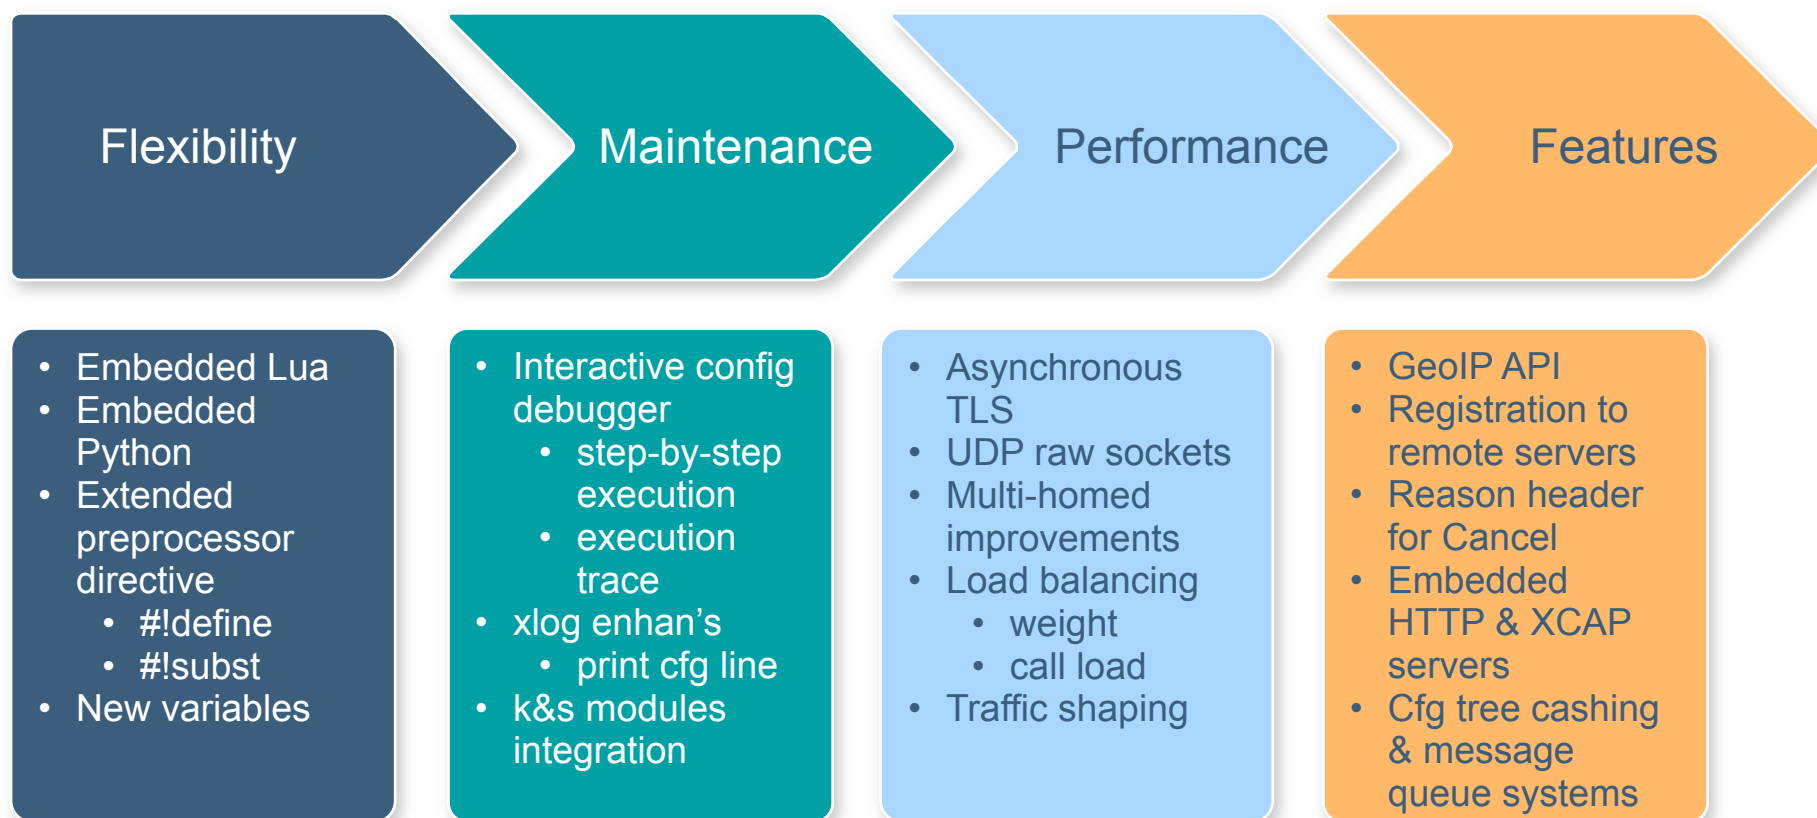 Flexibility
Maintenance
Performance
Features
• Embedded Lua
• Embedded
Python
• Extended
preprocessor
directive
• #!define
• #!subst
• New variables
• Interactive config
debugger
• step-by-step
execution
• execution
trace
• xlog enhan’s
• print cfg line
• k&s modules
integration
• Asynchronous
TLS
• UDP raw sockets
• Multi-homed
improvements
• Load balancing
• weight
• call load
• Traffic shaping
• GeoIP API
• Registration to
remote servers
• Reason header
for Cancel
• Embedded
HTTP & XCAP
servers
• Cfg tree cashing
& message
queue systems